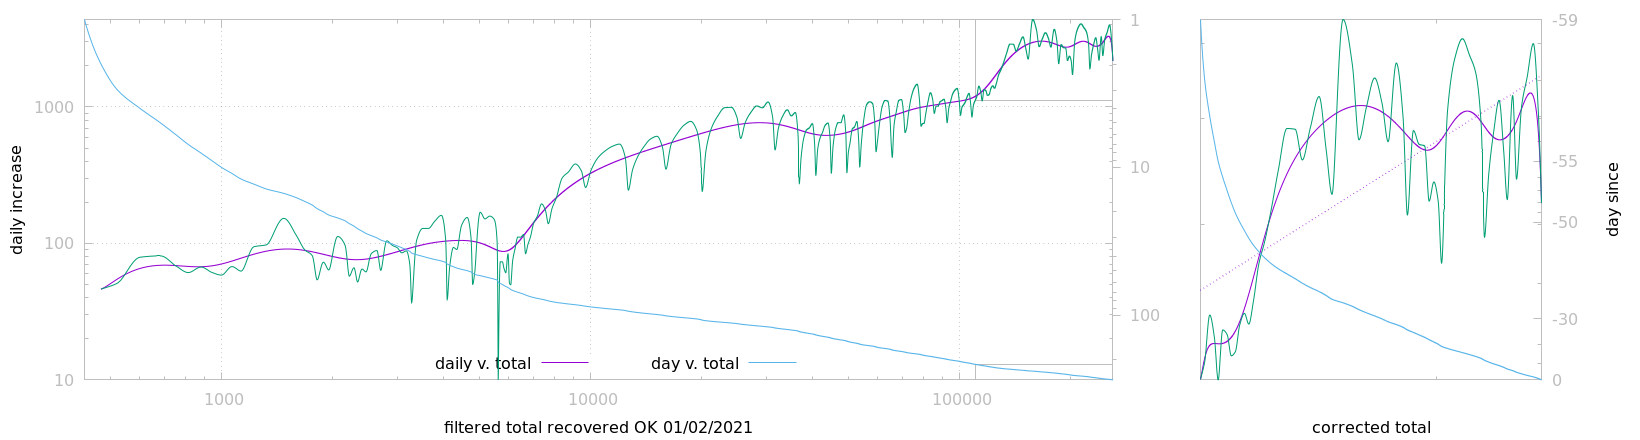 daily increase
1000
100
10
1000
10000
100000
1
10
100
daily v. total
day v. total
filtered total recovered OK 01/02/2021
-59
-55
-50
-30
0
day since
corrected total